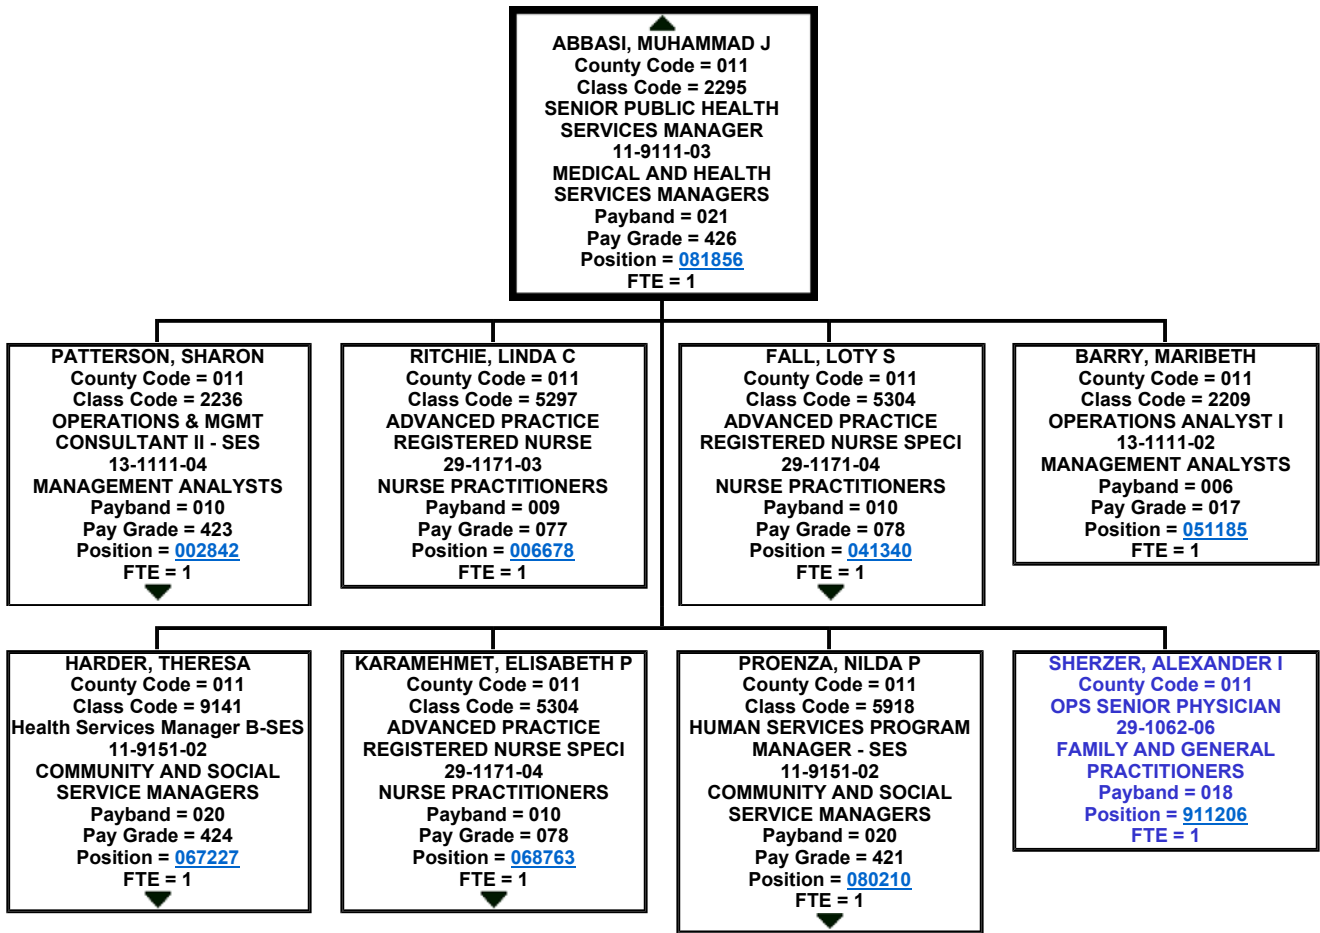 ABBASI, MUHAMMAD J
County Code = 011
Class Code = 2295
SENIOR PUBLIC HEALTH
SERVICES MANAGER
11-9111-03
MEDICAL AND HEALTH
SERVICES MANAGERS
Payband = 021
Pay Grade = 426
Position = 081856
FTE = 1
PATTERSON, SHARON
County Code = 011
Class Code = 2236
OPERATIONS & MGMT
CONSULTANT II - SES
13-1111-04
MANAGEMENT ANALYSTS
Payband = 010
Pay Grade = 423
Position = 002842
FTE = 1
RITCHIE, LINDA C
County Code = 011
Class Code = 5297
ADVANCED PRACTICE
REGISTERED NURSE
29-1171-03
NURSE PRACTITIONERS
Payband = 009
Pay Grade = 077
Position = 006678
FTE = 1
FALL, LOTY S
County Code = 011
Class Code = 5304
ADVANCED PRACTICE
REGISTERED NURSE SPECI
29-1171-04
NURSE PRACTITIONERS
Payband = 010
Pay Grade = 078
Position = 041340
FTE = 1
BARRY, MARIBETH
County Code = 011
Class Code = 2209
OPERATIONS ANALYST I
13-1111-02
MANAGEMENT ANALYSTS
Payband = 006
Pay Grade = 017
Position = 051185
FTE = 1
HARDER, THERESA
County Code = 011
Class Code = 9141
Health Services Manager B-SES
11-9151-02
COMMUNITY AND SOCIAL
SERVICE MANAGERS
Payband = 020
Pay Grade = 424
Position = 067227
FTE = 1
KARAMEHMET, ELISABETH P
County Code = 011
Class Code = 5304
ADVANCED PRACTICE
REGISTERED NURSE SPECI
29-1171-04
NURSE PRACTITIONERS
Payband = 010
Pay Grade = 078
Position = 068763
FTE = 1
PROENZA, NILDA P
County Code = 011
Class Code = 5918
HUMAN SERVICES PROGRAM
MANAGER - SES
11-9151-02
COMMUNITY AND SOCIAL
SERVICE MANAGERS
Payband = 020
Pay Grade = 421
Position = 080210
FTE = 1
SHERZER, ALEXANDER I
County Code = 011
OPS SENIOR PHYSICIAN
29-1062-06
FAMILY AND GENERAL
PRACTITIONERS
Payband = 018
Position = 911206
FTE = 1